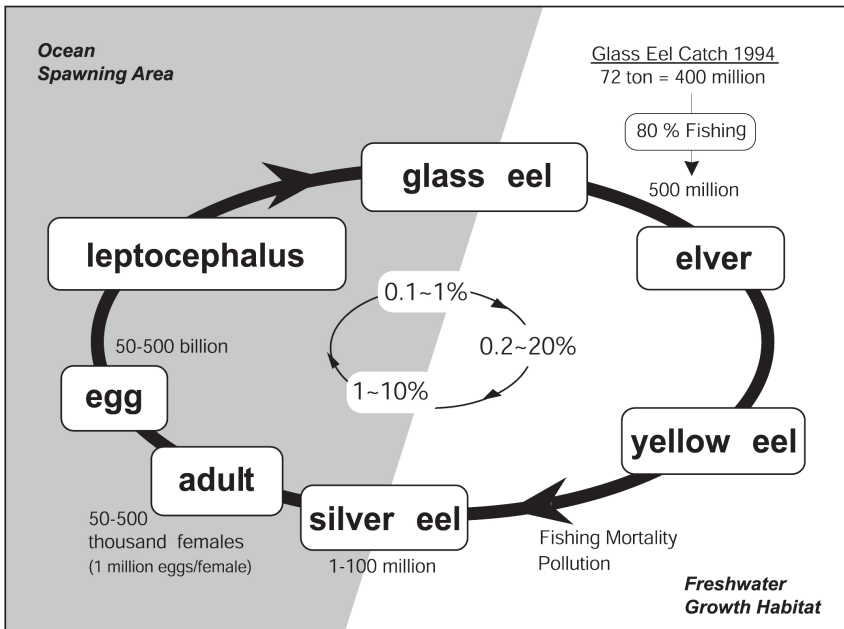 Ocean
Spawning Area
Glass Eel Catch 1994
72 ton = 400 million
80 % Fishing
500 million
glass eel
leptocephalus
elver
0.1~1%
0.2~20%
1~10%
50-500 billion
egg
yellow eel
adult
silver eel
50-500
thousand females
(1 million eggs/female)
1-100 million
Fishing Mortality
Pollution
Freshwater
Growth Habitat